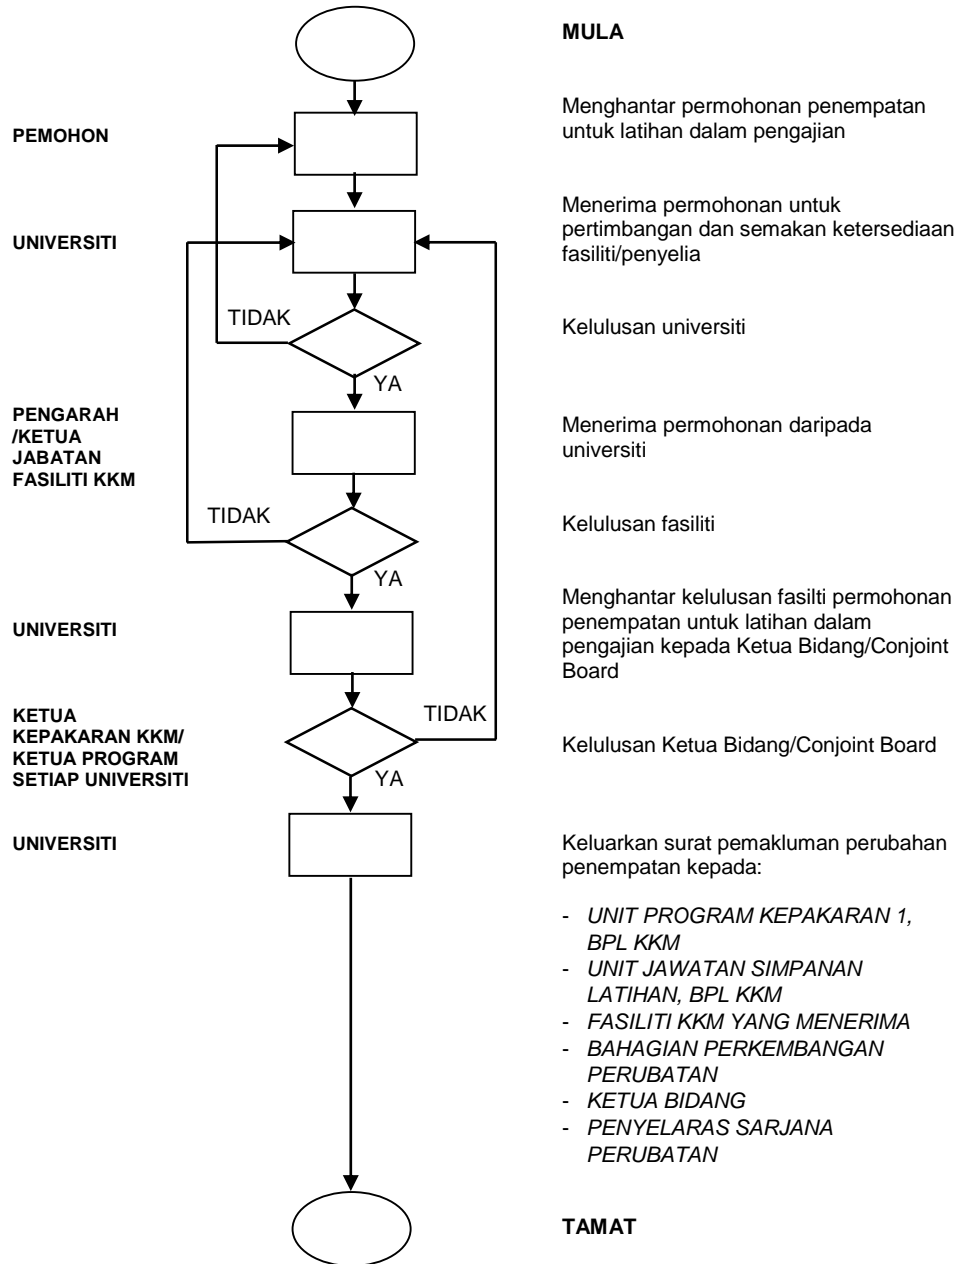 MULA
PEMOHON
Menghantar permohonan penempatan
untuk latihan dalam pengajian
UNIVERSITI
Menerima permohonan untuk
pertimbangan dan semakan ketersediaan
fasiliti/penyelia
TIDAK
Kelulusan universiti
YA
PENGARAH
/KETUA
JABATAN
FASILITI KKM
Menerima permohonan daripada
universiti
TIDAK
Kelulusan fasiliti
YA
UNIVERSITI
Menghantar kelulusan fasilti permohonan
penempatan untuk latihan dalam
pengajian kepada Ketua Bidang/Conjoint
Board
KETUA
KEPAKARAN KKM/
KETUA PROGRAM
SETIAP UNIVERSITI
TIDAK
Kelulusan Ketua Bidang/Conjoint Board
YA
UNIVERSITI
Keluarkan surat pemakluman perubahan
penempatan kepada:
- UNIT PROGRAM KEPAKARAN 1,
BPL KKM
- UNIT JAWATAN SIMPANAN
LATIHAN, BPL KKM
- FASILITI KKM YANG MENERIMA
- BAHAGIAN PERKEMBANGAN
PERUBATAN
- KETUA BIDANG
- PENYELARAS SARJANA
PERUBATAN
TAMAT